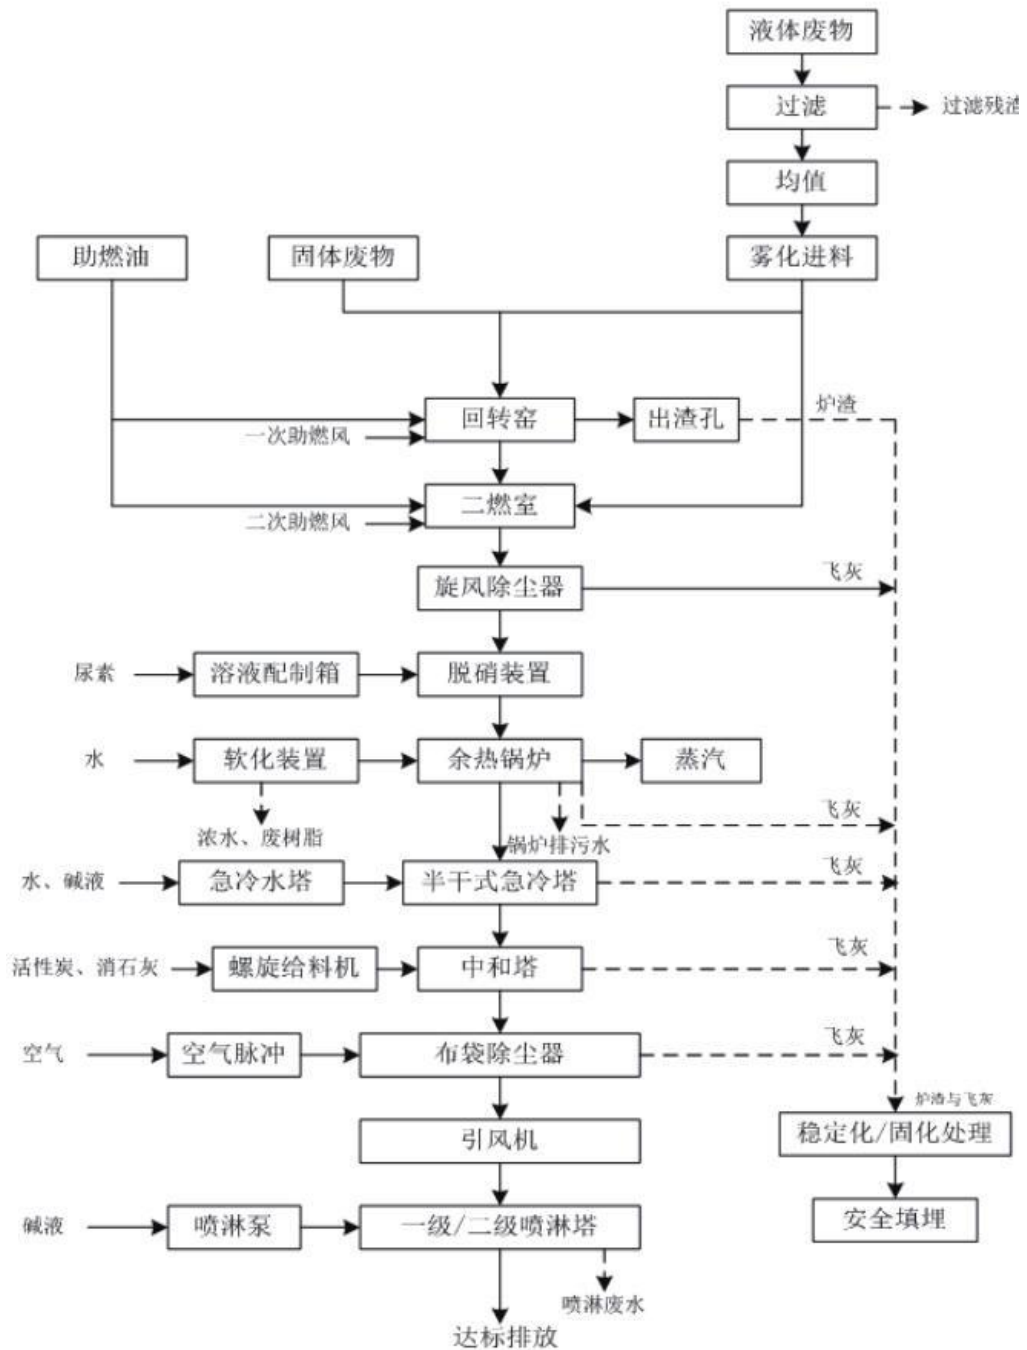 液体废物
过滤
过滤残渣
均值
助燃油
固体废物
雾化进料
回转窑
出渣孔
炉渣
一次助燃风
二燃室
二次助燃风
旋风除尘器
飞灰
尿素
溶液配制箱
脱硝装置
水
软化装置
余热锅炉
蒸汽
浓水、废树脂
锅炉排污水
飞灰
水、碱液
急冷水塔
半干式急冷塔
飞灰
活性炭、消石灰
螺旋给料机
中和塔
飞灰
空气
空气脉冲
布袋除尘器
飞灰
炉渣与飞灰
引风机
稳定化/固化处理
碱液
喷淋泵
一级/二级喷淋塔
安全填埋
喷淋废水
达标排放